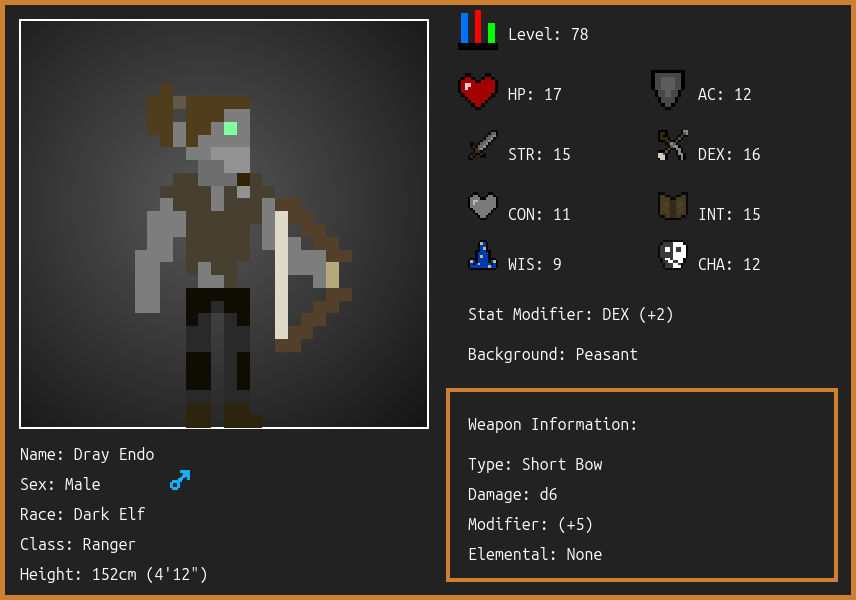 Level: 78
HP: 17
AC: 12
STR: 15
DEX: 16
CON: 11
INT: 15
WIS: 9
CHA: 12
Stat Modifier: DEX (+2)
Background: Peasant
Weapon Information:
Type: Short Bow
Damage: d6
Modifier: (+5)
Elemental: None
Name: Dray Endo
Sex: Male
Race: Dark Elf
Class: Ranger
Height: 152cm (4'12")